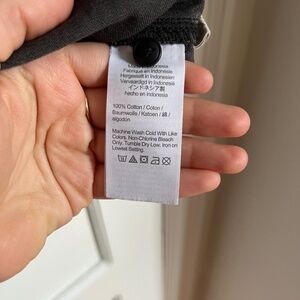 Made in Indonesia
Fabriqué en Indonésie
Hergestellt in Indonesien
Vervaardigd in Indonesië
インドネシア製
hecho en Indonesia
100% Cotton / Coton /
Baumwolle / Katoen / 綿 /
algodón
Machine Wash Cold With Like
Colors, Non-Chlorine Bleach
Only, Tumble Dry Low, Iron on
Lowest Setting.